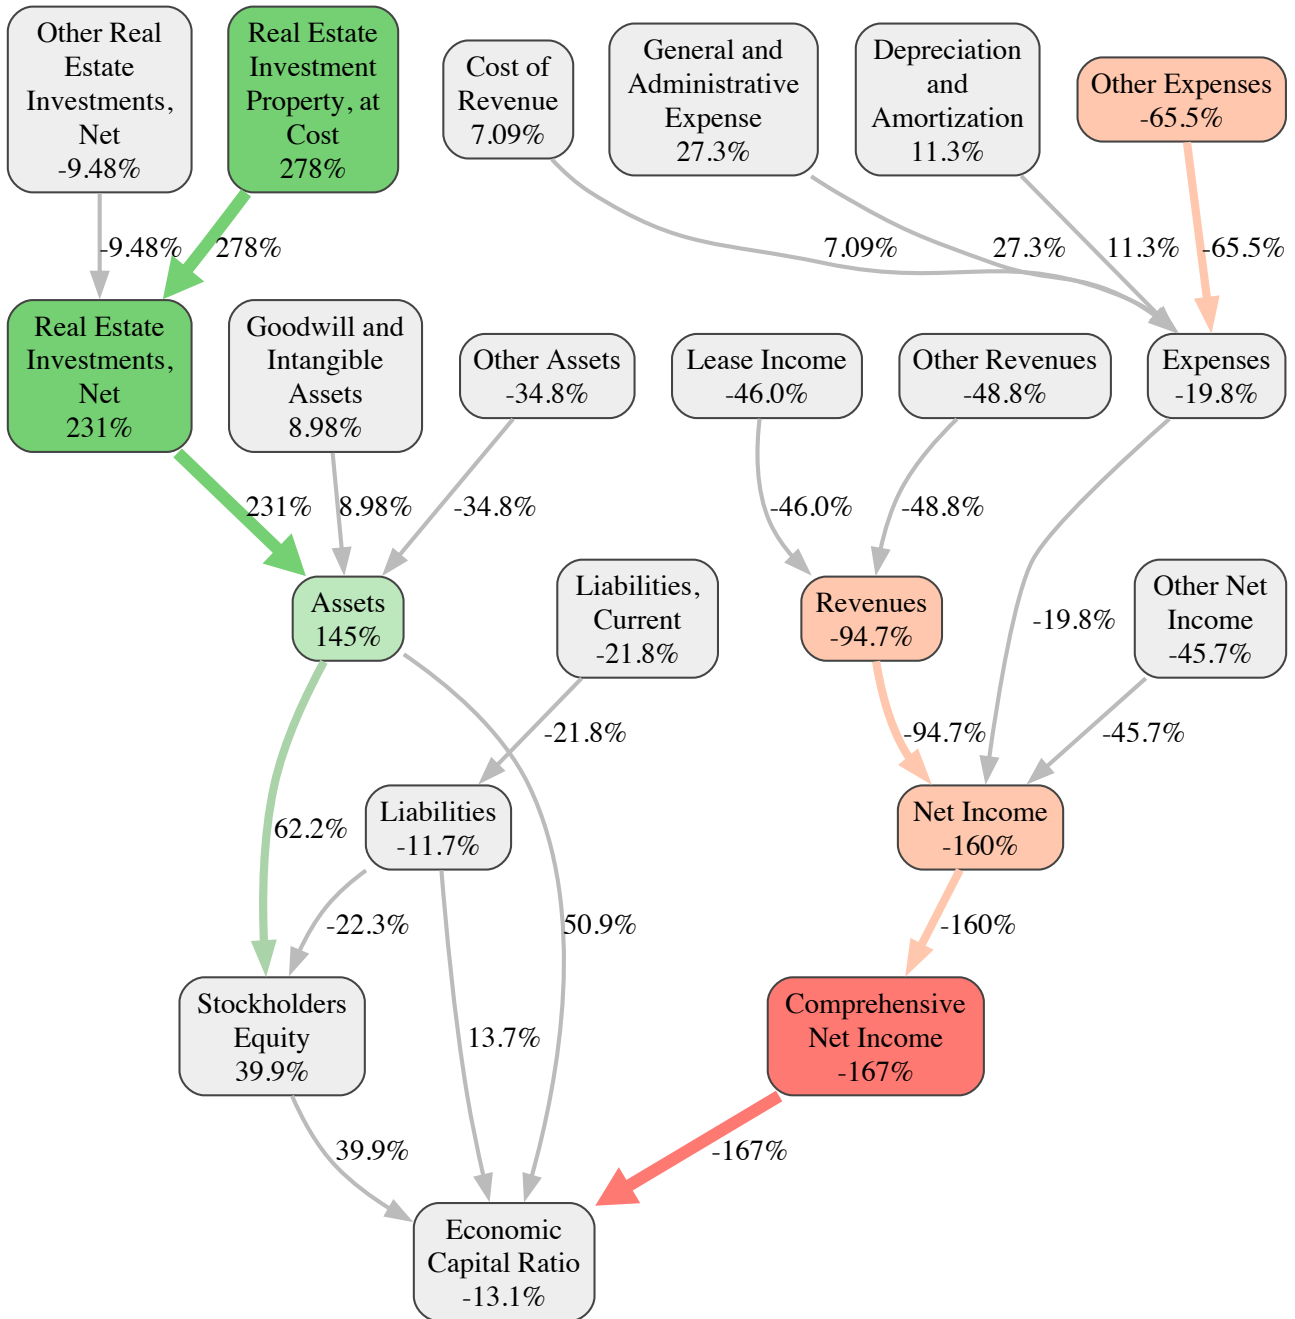 Other Real
Estate
Investments,
Net
-9.48%
Real Estate
Investment
Property, at
Cost
278%
Cost of
Revenue
7.09%
General and
Administrative
Expense
27.3%
Depreciation
and
Amortization
11.3%
Other Expenses
-65.5%
-9.48%
278%
7.09%
27.3%
11.3%
-65.5%
Real Estate
Investments,
Net
231%
Goodwill and
Intangible
Assets
8.98%
Other Assets
-34.8%
Lease Income
-46.0%
Other Revenues
-48.8%
Expenses
-19.8%
231%
8.98%
-34.8%
-46.0%
-48.8%
Assets
145%
Liabilities,
Current
-21.8%
Revenues
-94.7%
-19.8%
Other Net
Income
-45.7%
-21.8%
-94.7%
-45.7%
62.2%
Liabilities
-11.7%
Net Income
-160%
-22.3%
50.9%
-160%
Stockholders
Equity
39.9%
13.7%
Comprehensive
Net Income
-167%
39.9%
-167%
Economic
Capital Ratio
-13.1%